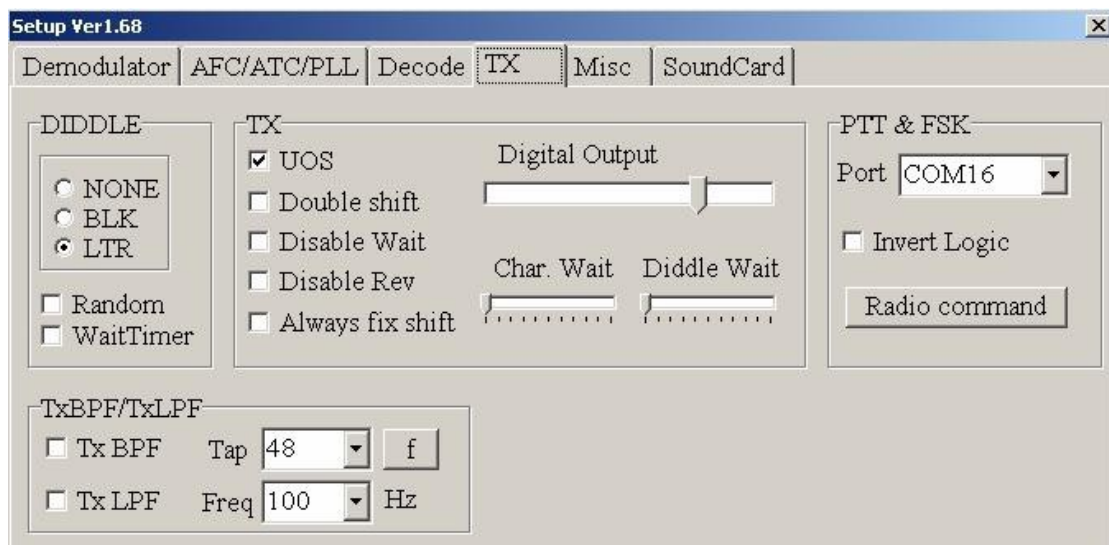 Setup Ver1.68
Demodulator AFC/ATC/PLL Decode TX Misc SoundCard
DIDDLE
NONE
BLK
LTR
Random
WaitTimer
TX
UOS
Double shift
Disable Wait
Disable Rev
Always fix shift
Digital Output
Char. Wait Diddle Wait
PTT & FSK
Port COM16
Invert Logic
Radio command
TxBPF/TxLPF
Tx BPF Tap 48 f
Tx LPF Freq 100 Hz